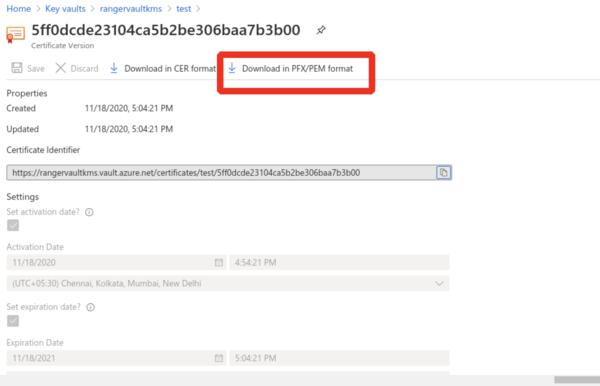 Home > Key vaults > rangervaultkms > test >
5ff0dcde23104ca5b2be306baa7b3b00
Certificate Version
Save Discard Download in CER format Download in PFX/PEM format
Properties
Created 11/18/2020, 5:04:21 PM
Updated 11/18/2020, 5:04:21 PM
Certificate Identifier
https://rangervaultkms.vault.azure.net/certificates/test/5ff0dcde23104ca5b2be306baa7b3b00
Settings
Set activation date?
Activation Date
11/18/2020 4:54:21 PM
(UTC+05:30) Chennai, Kolkata, Mumbai, New Delhi
Set expiration date?
Expiration Date
11/18/2021 5:04:21 PM